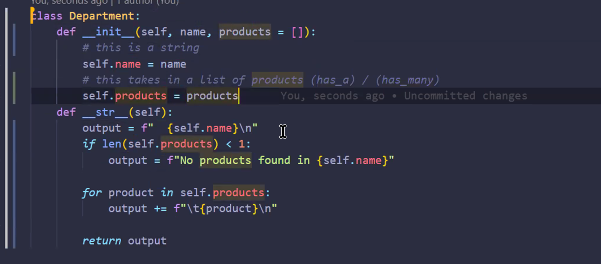 You, seconds ago | 1 author (You)
class Department:
    def __init__(self, name, products = []):
        # this is a string
        self.name = name
        # this takes in a list of products (has_a) / (has_many)
        self.products = products        You, seconds ago • Uncommitted changes
    def __str__(self):
        output = f"  {self.name}\n"
        if len(self.products) < 1:
            output = f"No products found in {self.name}"

        for product in self.products:
            output += f"\t{product}\n"

        return output